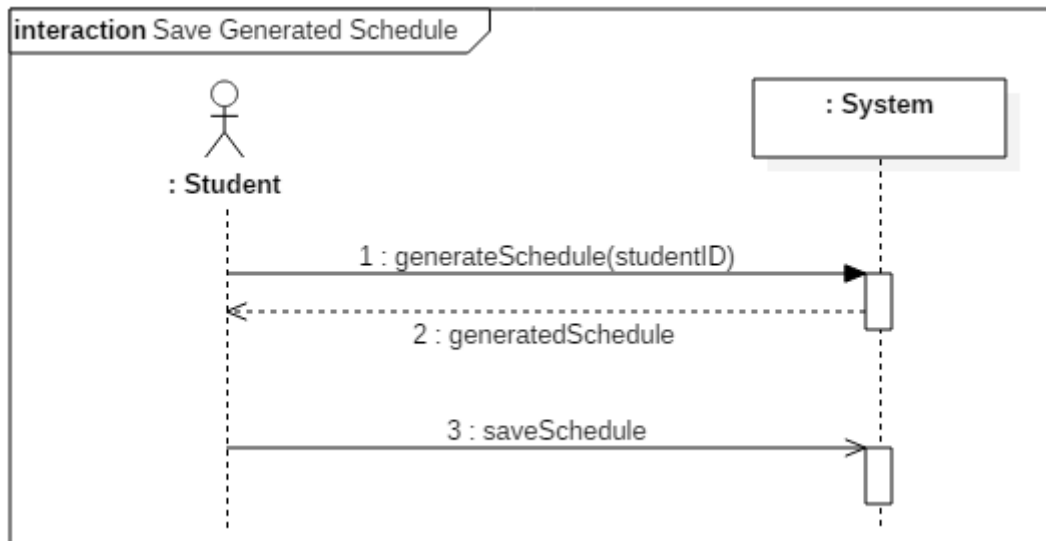 interaction Save Generated Schedule
: Student
: System
1 : generateSchedule(studentID)
2 : generatedSchedule
3 : saveSchedule